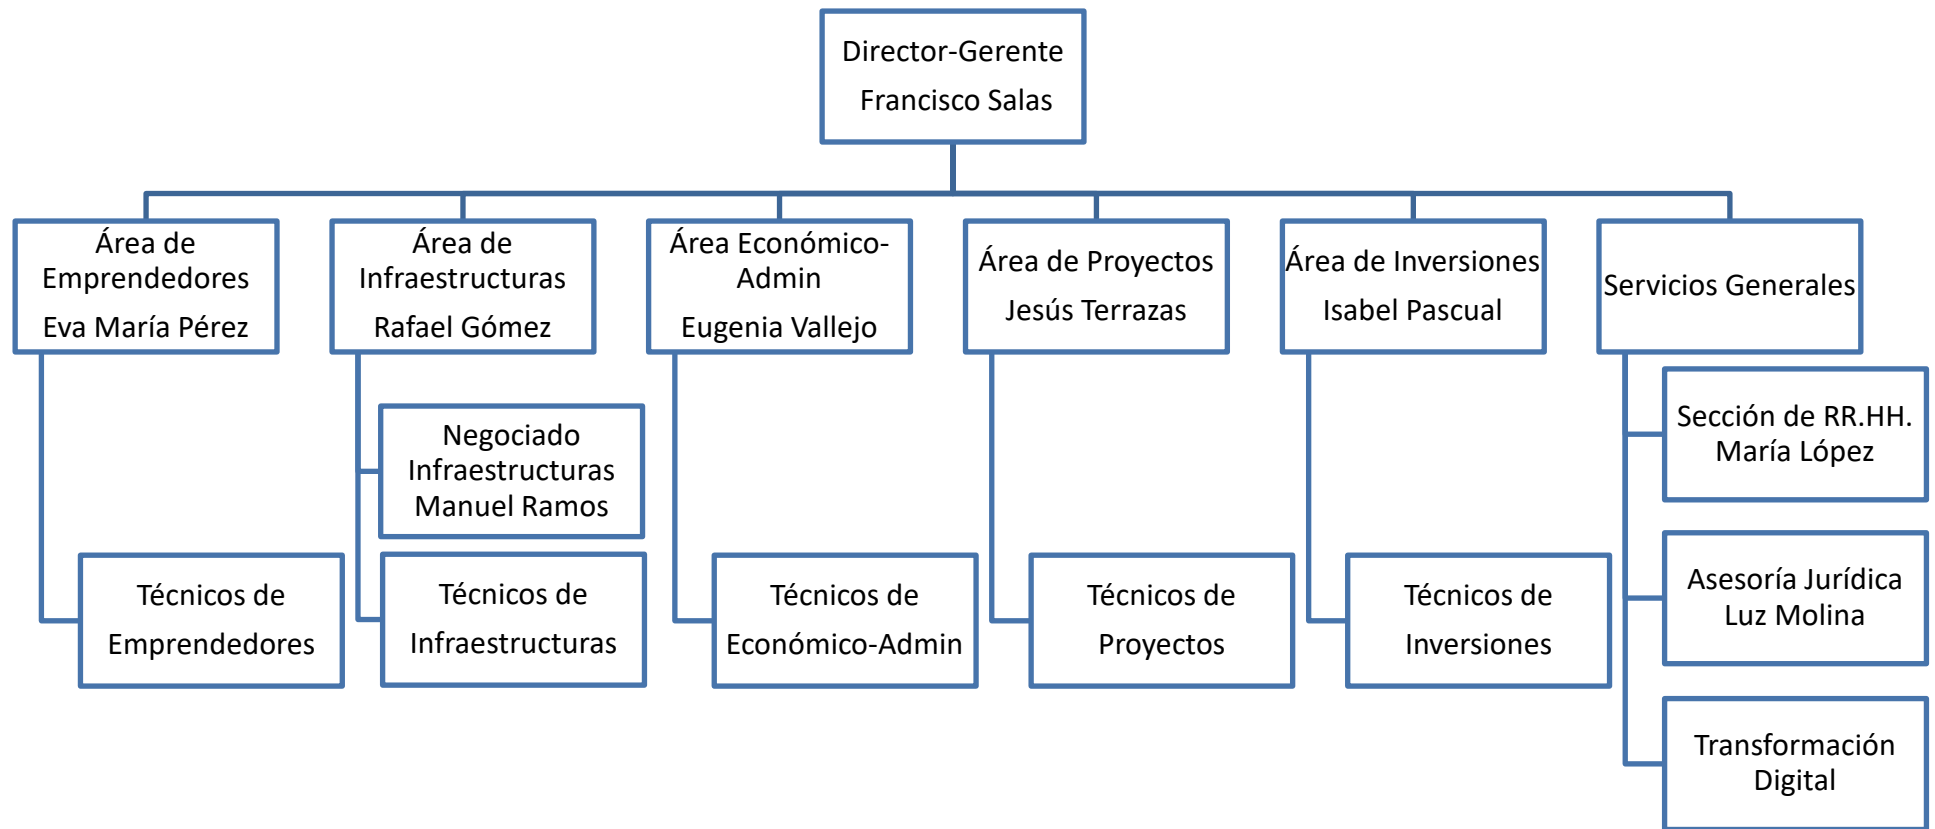 Director-Gerente
Francisco Salas
Área de
Emprendedores
Eva María Pérez
Área de
Infraestructuras
Rafael Gómez
Área Económico-
Admin
Eugenia Vallejo
Área de Proyectos
Jesús Terrazas
Área de Inversiones
Isabel Pascual
Servicios Generales
Negociado
Infraestructuras
Manuel Ramos
Sección de RR.HH.
María López
Técnicos de
Emprendedores
Técnicos de
Infraestructuras
Técnicos de
Económico-Admin
Técnicos de
Proyectos
Técnicos de
Inversiones
Asesoría Jurídica
Luz Molina
Transformación
Digital